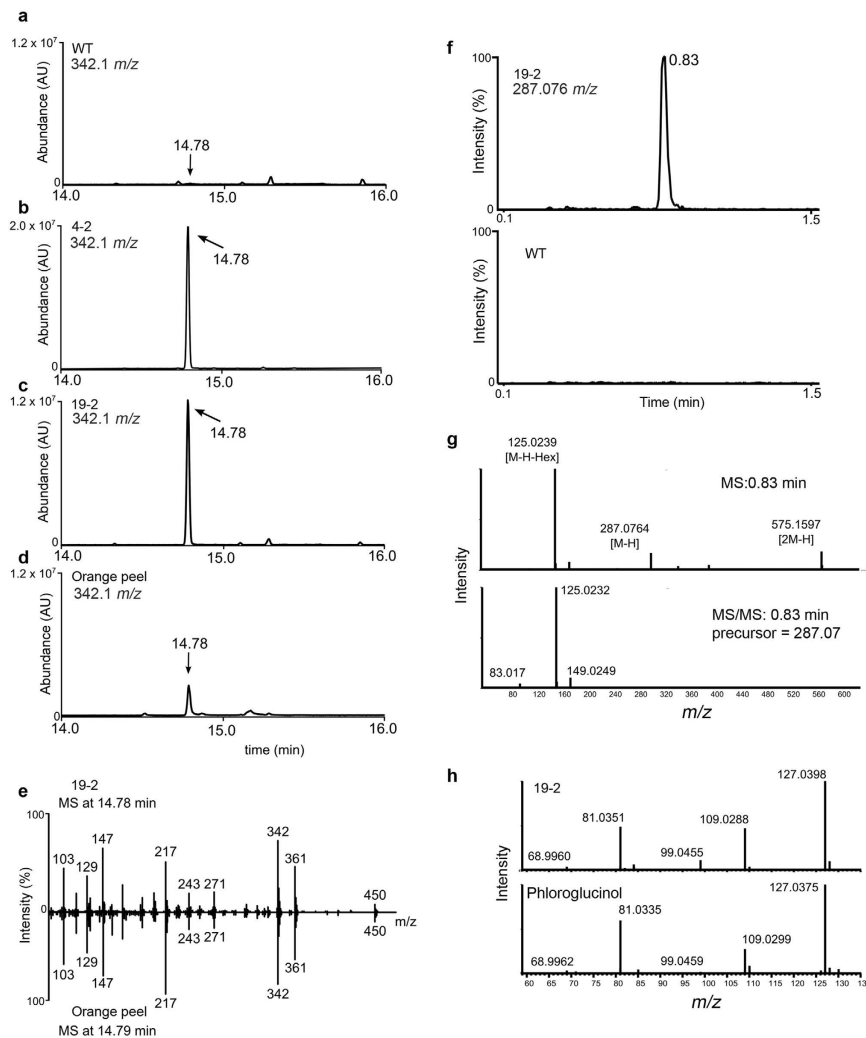 a
WT
342.1 m/z
1.2 x 10⁷
Abundance (AU)
0
14.78
14.0
15.0
16.0
b
4-2
342.1 m/z
2.0 x 10⁷
Abundance (AU)
0
14.78
14.0
15.0
16.0
c
19-2
342.1 m/z
1.2 x 10⁷
Abundance (AU)
0
14.78
14.0
15.0
16.0
d
Orange peel
342.1 m/z
1.2 x 10⁷
Abundance (AU)
0
14.78
14.0
15.0
16.0
time (min)
e
19-2
MS at 14.78 min
100
Intensity (%)
0
100
103
129
147
217
243
271
342
361
450
m/z
103
129
147
217
243
271
342
361
450
Orange peel
MS at 14.79 min
f
100
19-2
287.076 m/z
0.83
Intensity (%)
0
0.1
1.5
100
WT
Intensity (%)
0
0.1
1.5
Time (min)
g
125.0239
[M-H-Hex]
MS:0.83 min
287.0764
[M-H]
575.1597
[2M-H]
Intensity
125.0232
MS/MS: 0.83 min
precursor = 287.07
83.017
149.0249
80 120 160 200 240 280 320 360 400 440 480 520 560 600
m/z
h
19-2
127.0398
81.0351
109.0288
68.9960
99.0455
Intensity
Phloroglucinol
127.0375
81.0335
109.0299
68.9962
99.0459
60 65 70 75 80 85 90 95 100 105 110 115 120 125 130 13
m/z